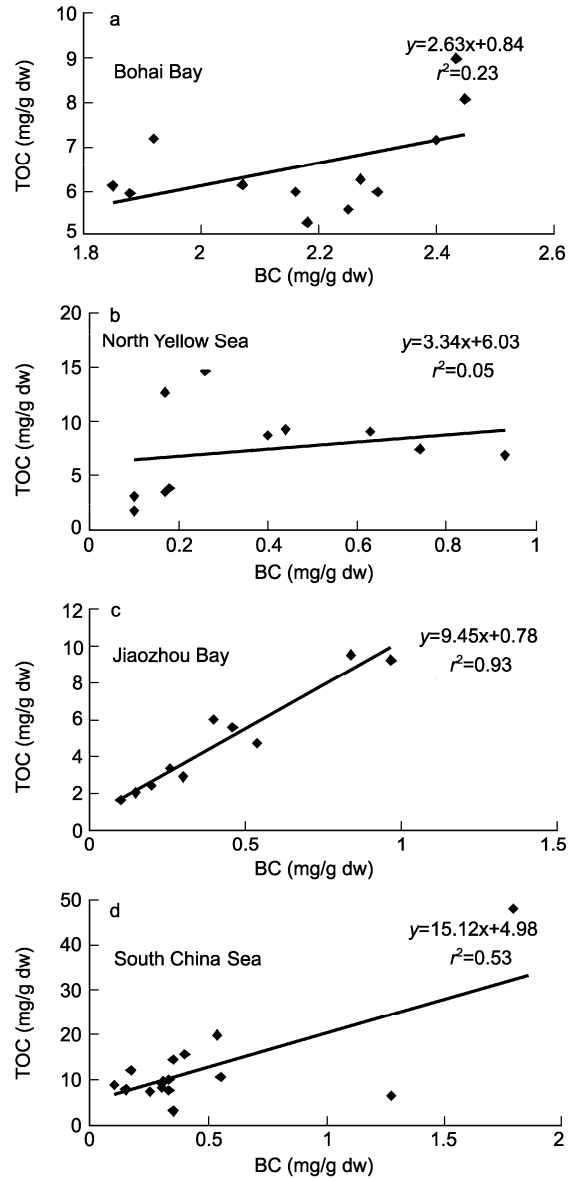 a
10
y=2.63x+0.84
9
Bohai Bay
r²=0.23
8
7
6
5
TOC (mg/g dw)
1.8
2
2.2
2.4
2.6
BC (mg/g dw)
b
20
North Yellow Sea
y=3.34x+6.03
15
r²=0.05
10
5
0
TOC (mg/g dw)
0
0.2
0.4
0.6
0.8
1
BC (mg/g dw)
c
12
y=9.45x+0.78
10
Jiaozhou Bay
r²=0.93
8
6
4
2
0
TOC (mg/g dw)
0
0.5
1
1.5
BC (mg/g dw)
d
50
y=15.12x+4.98
40
South China Sea
r²=0.53
30
20
10
0
TOC (mg/g dw)
0
0.5
1
1.5
2
BC (mg/g dw)